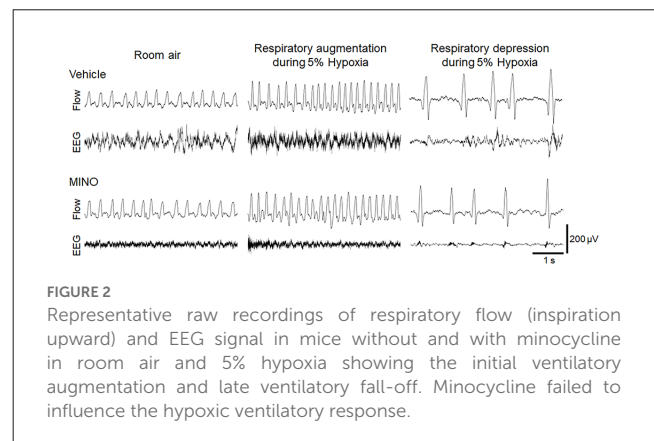 Room air
Respiratory augmentation
during 5% Hypoxia
Respiratory depression
during 5% Hypoxia
Vehicle
Flow
EEG
MINO
Flow
EEG
200 µV
1 s
FIGURE 2
Representative raw recordings of respiratory flow (inspiration
upward) and EEG signal in mice without and with minocycline
in room air and 5% hypoxia showing the initial ventilatory
augmentation and late ventilatory fall-off. Minocycline failed to
influence the hypoxic ventilatory response.